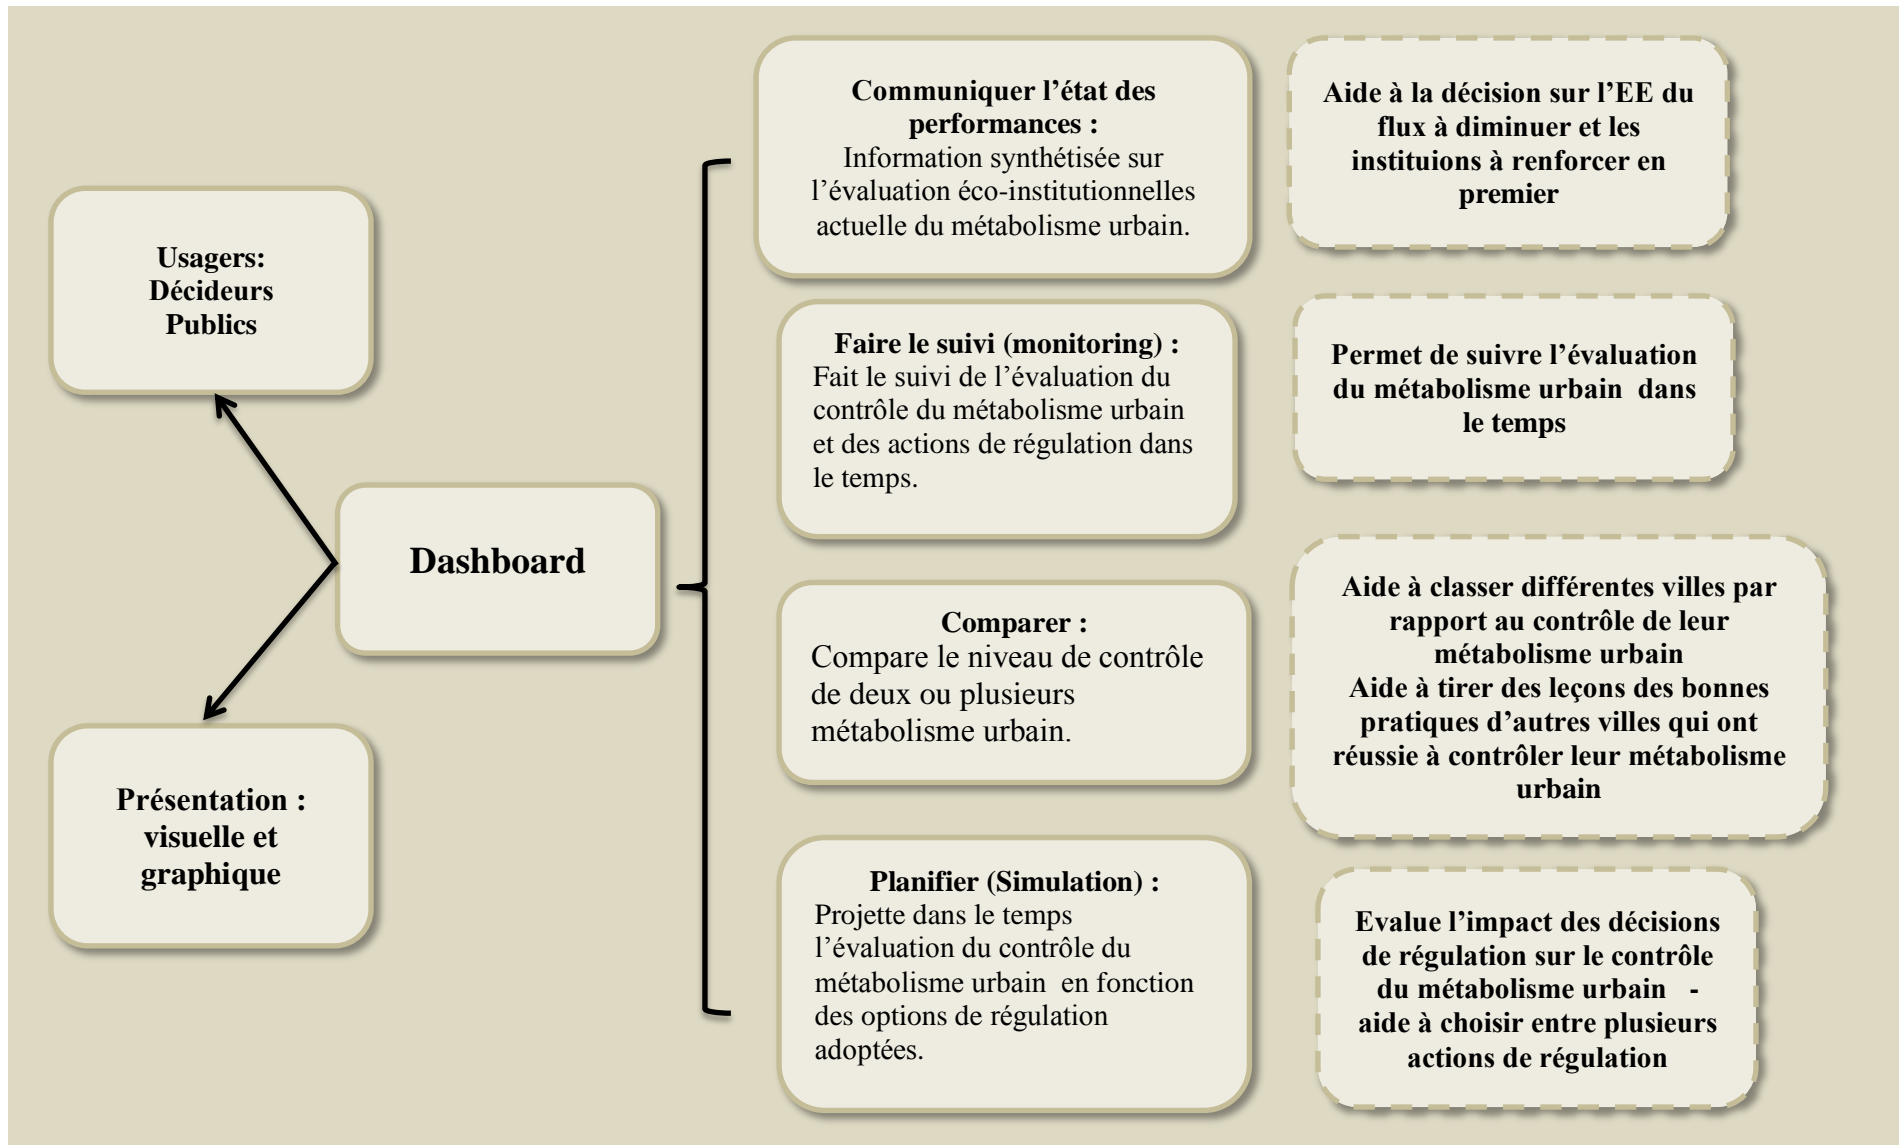 Usagers:
Décideurs
Publics
Dashboard
Présentation :
visuelle et
graphique
Communiquer l’état des
performances :
Information synthétisée sur
l’évaluation éco-institutionnelles
actuelle du métabolisme urbain.
Aide à la décision sur l’EE du
flux à diminuer et les
instituions à renforcer en
premier
Faire le suivi (monitoring) :
Fait le suivi de l’évaluation du
contrôle du métabolisme urbain
et des actions de régulation dans
le temps.
Permet de suivre l’évaluation
du métabolisme urbain  dans
le temps
Comparer :
Compare le niveau de contrôle
de deux ou plusieurs
métabolisme urbain.
Aide à classer différentes villes par
rapport au contrôle de leur
métabolisme urbain
Aide à tirer des leçons des bonnes
pratiques d’autres villes qui ont
réussie à contrôler leur métabolisme
urbain
Planifier (Simulation) :
Projette dans le temps
l’évaluation du contrôle du
métabolisme urbain  en fonction
des options de régulation
adoptées.
Evalue l’impact des décisions
de régulation sur le contrôle
du métabolisme urbain   -
aide à choisir entre plusieurs
actions de régulation